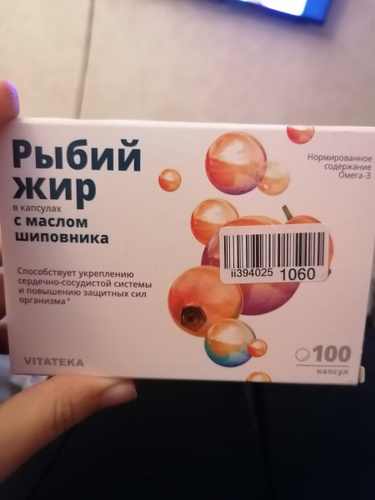 Рыбий
жир
в капсулах
с маслом
шиповника
Нормированное
содержание
Омега-3
Способствует укреплению
сердечно-сосудистой системы
и повышению защитных сил
организма*
ii394025 1060
VITATEKA
100
капсул